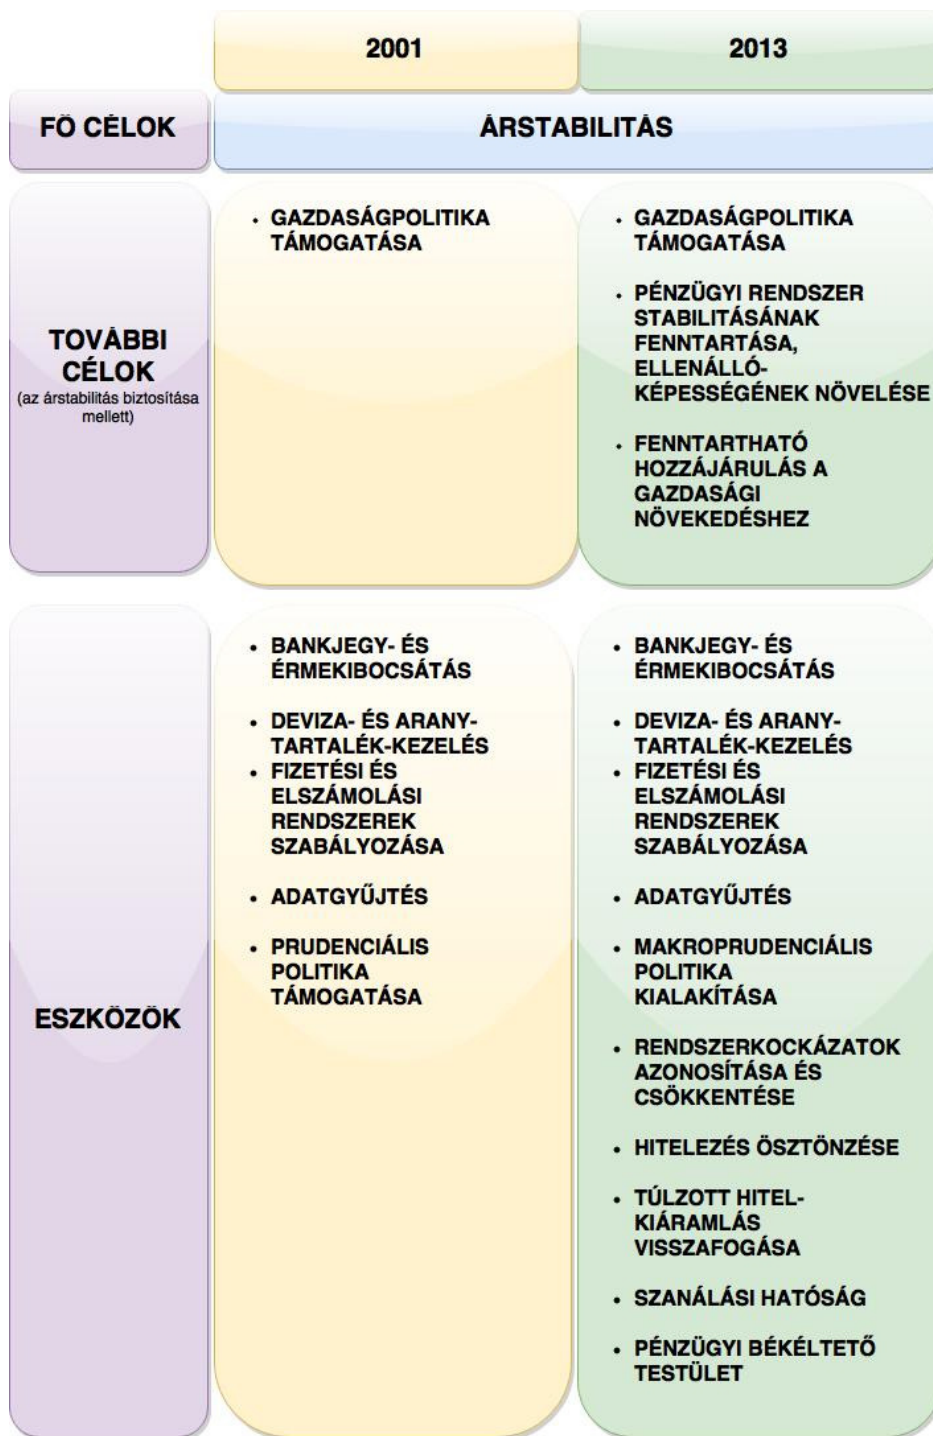 2001
2013
FŐ CÉLOK
ÁRSTABILITÁS
TOVÁBBI
CÉLOK
(az árstabilitás biztosítása
mellett)
• GAZDASÁGPOLITIKA
TÁMOGATÁSA
• GAZDASÁGPOLITIKA
TÁMOGATÁSA
• PÉNZÜGYI RENDSZER
STABILITÁSÁNAK
FENNTARTÁSA,
ELLENÁLLÓ-
KÉPESSÉGÉNEK NÖVELÉSE
• FENNTARTHATÓ
HOZZÁJÁRULÁS A
GAZDASÁGI
NÖVEKEDÉSHEZ
ESZKÖZÖK
• BANKJEGY- ÉS
ÉRMEKIBOCSÁTÁS
• DEVIZA- ÉS ARANY-
TARTALÉK-KEZELÉS
• FIZETÉSI ÉS
ELSZÁMOLÁSI
RENDSZEREK
SZABÁLYOZÁSA
• ADATGYŰJTÉS
• PRUDENCIÁLIS
POLITIKA
TÁMOGATÁSA
• BANKJEGY- ÉS
ÉRMEKIBOCSÁTÁS
• DEVIZA- ÉS ARANY-
TARTALÉK-KEZELÉS
• FIZETÉSI ÉS
ELSZÁMOLÁSI
RENDSZEREK
SZABÁLYOZÁSA
• ADATGYŰJTÉS
• MAKROPRUDENCIÁLIS
POLITIKA
KIALAKÍTÁSA
• RENDSZERKOCKÁZATOK
AZONOSÍTÁSA ÉS
CSÖKKENTÉSE
• HITELEZÉS ÖSZTÖNZÉSE
• TÚLZOTT HITEL-
KIÁRAMLÁS
VISSZAFOGÁSA
• SZANÁLÁSI HATÓSÁG
• PÉNZÜGYI BÉKÉLTETŐ
TESTÜLET